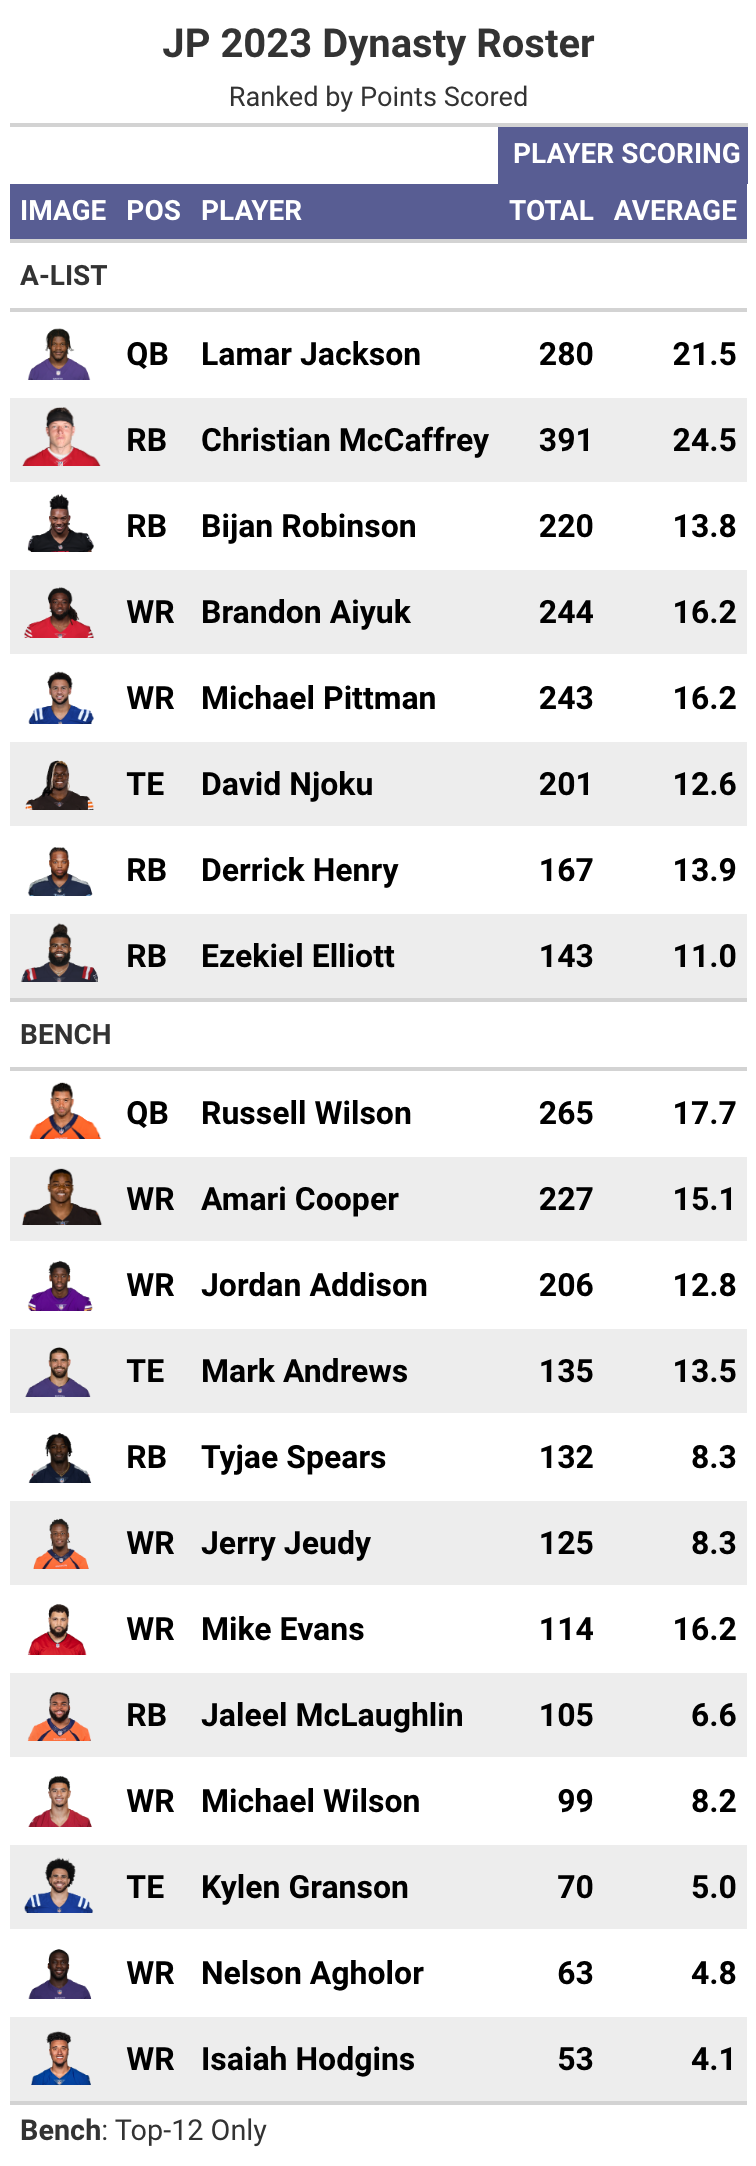 JP 2023 Dynasty Roster
Ranked by Points Scored
PLAYER SCORING
IMAGE POS PLAYER TOTAL AVERAGE
A-LIST
QB Lamar Jackson 280 21.5
RB Christian McCaffrey 391 24.5
RB Bijan Robinson 220 13.8
WR Brandon Aiyuk 244 16.2
WR Michael Pittman 243 16.2
TE David Njoku 201 12.6
RB Derrick Henry 167 13.9
RB Ezekiel Elliott 143 11.0
BENCH
QB Russell Wilson 265 17.7
WR Amari Cooper 227 15.1
WR Jordan Addison 206 12.8
TE Mark Andrews 135 13.5
RB Tyjae Spears 132 8.3
WR Jerry Jeudy 125 8.3
WR Mike Evans 114 16.2
RB Jaleel McLaughlin 105 6.6
WR Michael Wilson 99 8.2
TE Kylen Granson 70 5.0
WR Nelson Agholor 63 4.8
WR Isaiah Hodgins 53 4.1
Bench: Top-12 Only